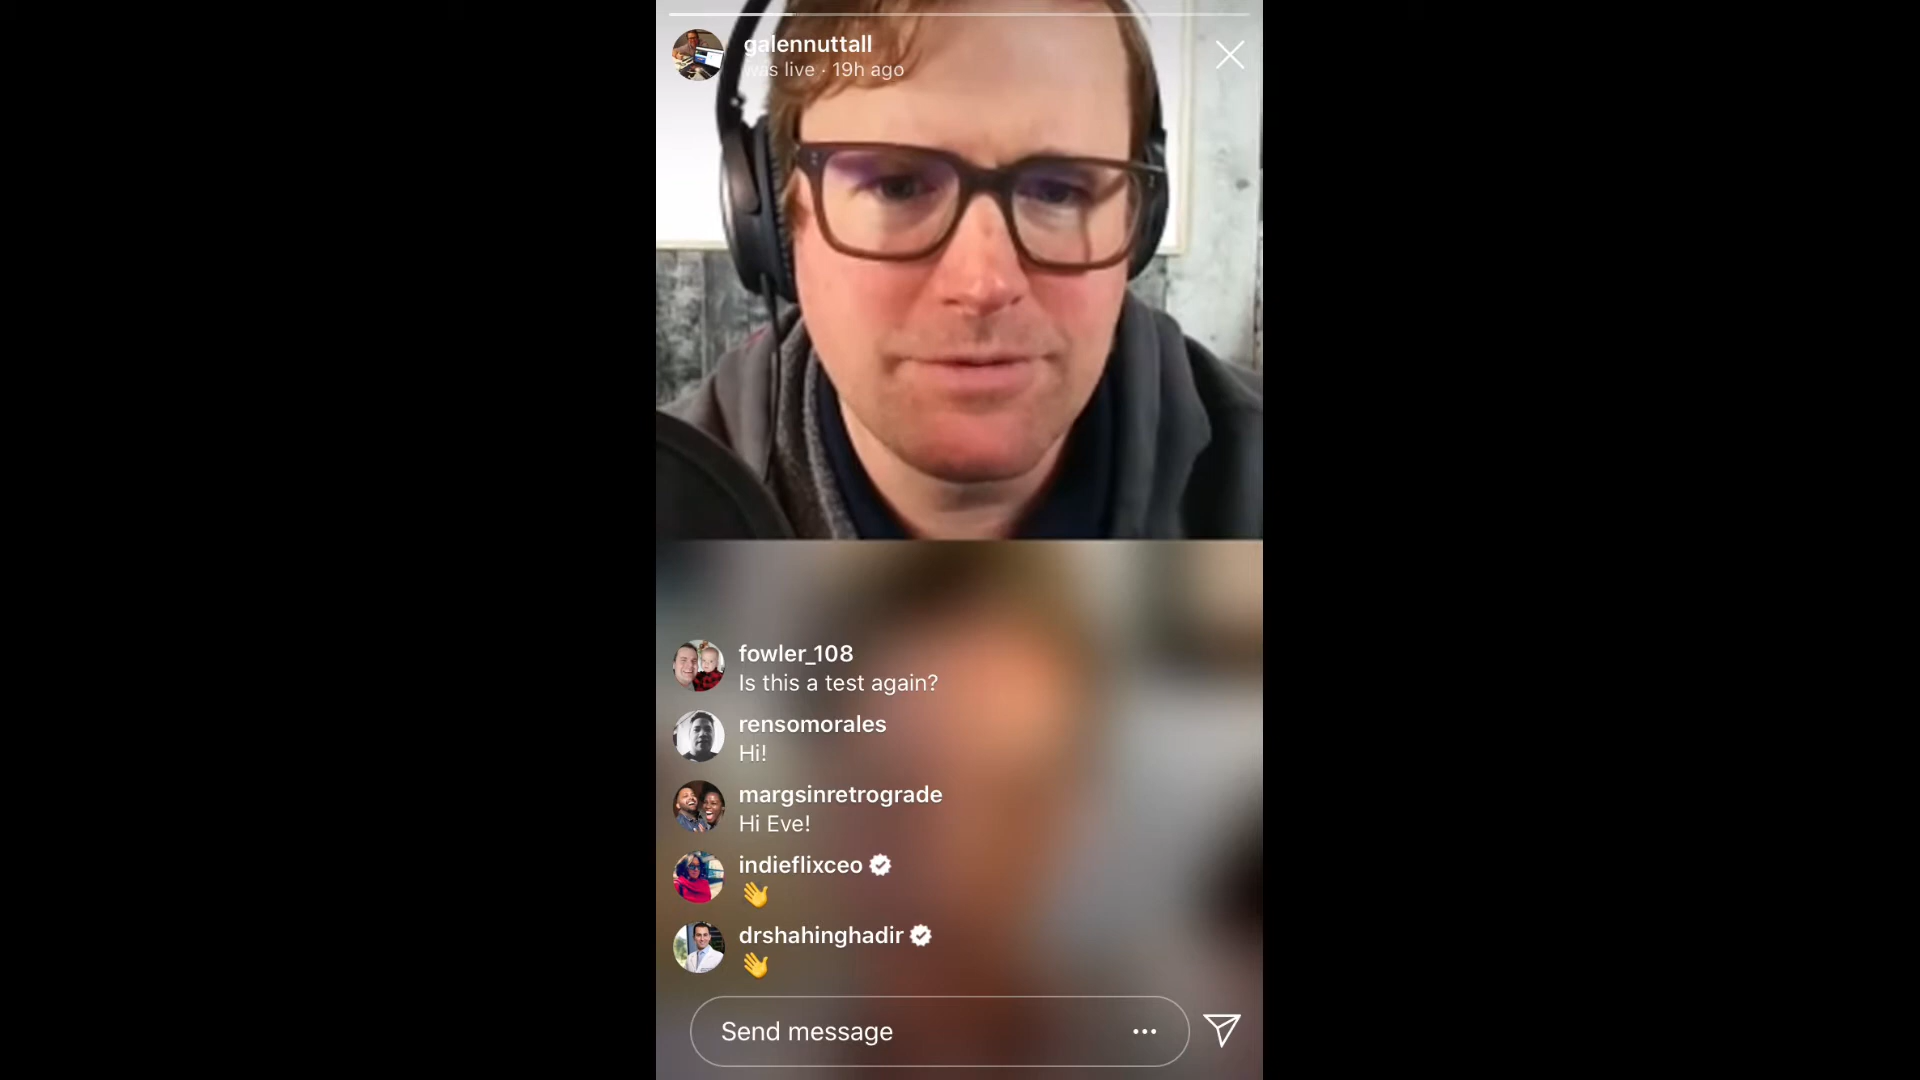 galennuttall
was live · 19h ago
fowler_108
Is this a test again?
rensomorales
Hi!
margsinretrograde
Hi Eve!
indieflixceo
👋
drshahinghadir
👋
Send message